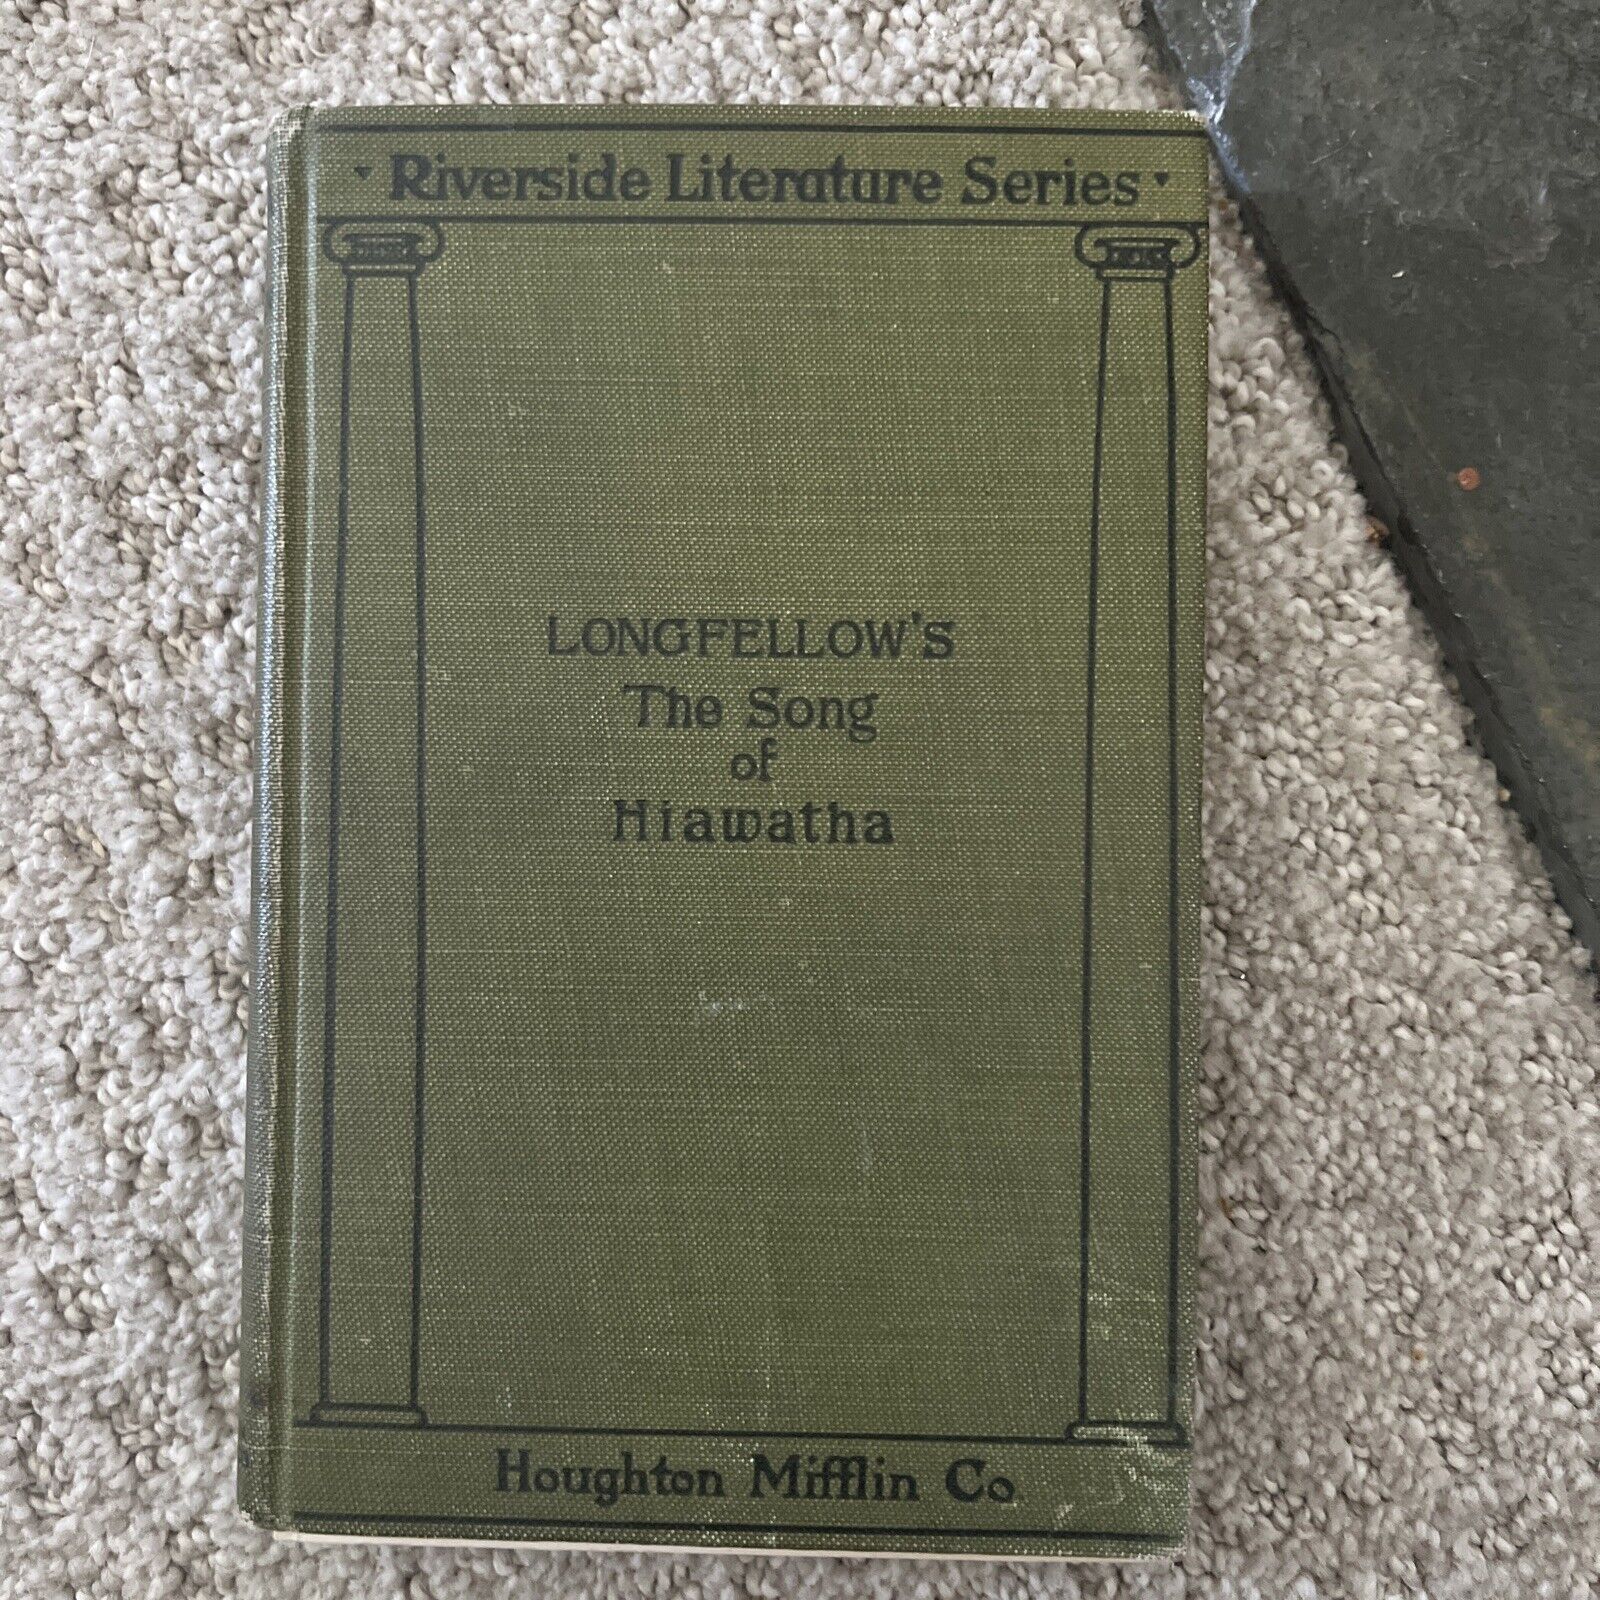 Riverside Literature Series
LONGFELLOW'S
The Song
of
Hiawatha
Houghton Mifflin Co